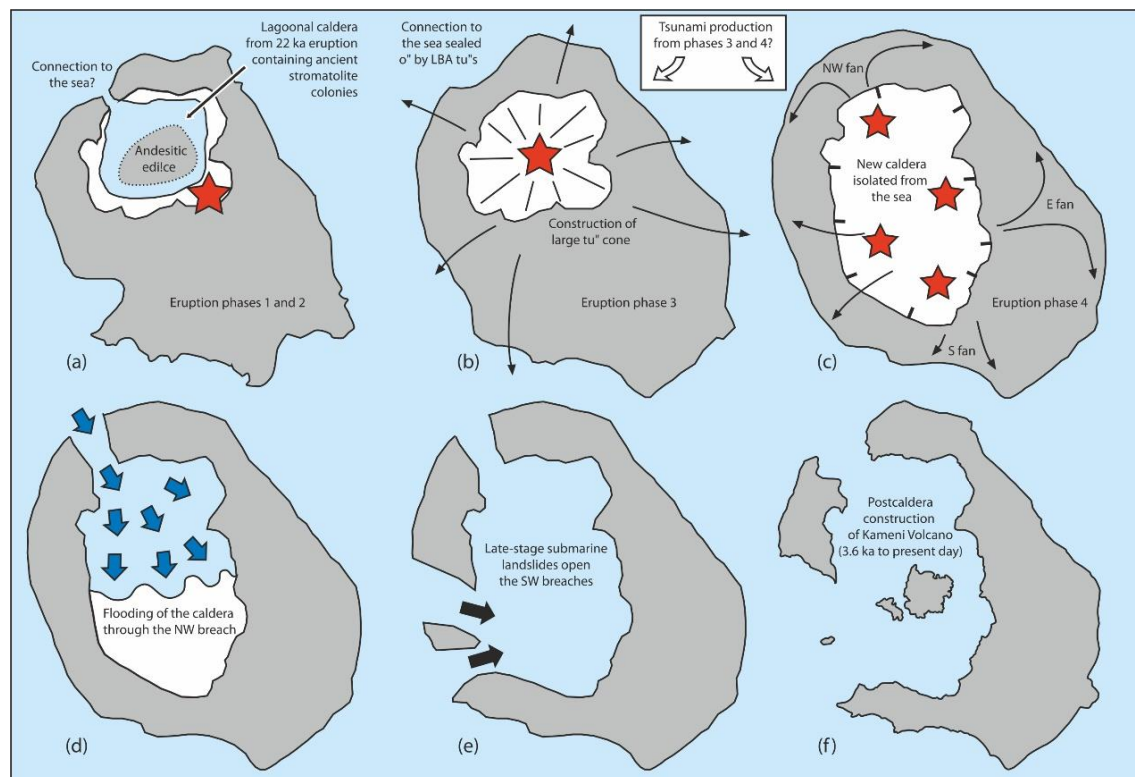 Lagoonal caldera
from 22 ka eruption
containing ancient
stromatolite
colonies
Connection to
the sea?
Andesitic
edi!ce
Eruption phases 1 and 2
(a)
Connection to
the sea sealed
o" by LBA tu"s
Construction of
large tu" cone
Eruption phase 3
(b)
Tsunami production
from phases 3 and 4?
NW fan
New caldera
isolated from
the sea
E fan
Eruption phase 4
S fan
(c)
Flooding of the caldera
through the NW breach
(d)
Late-stage submarine
landslides open
the SW breaches
(e)
Postcaldera
construction
of Kameni Volcano
(3.6 ka to present day)
(f)